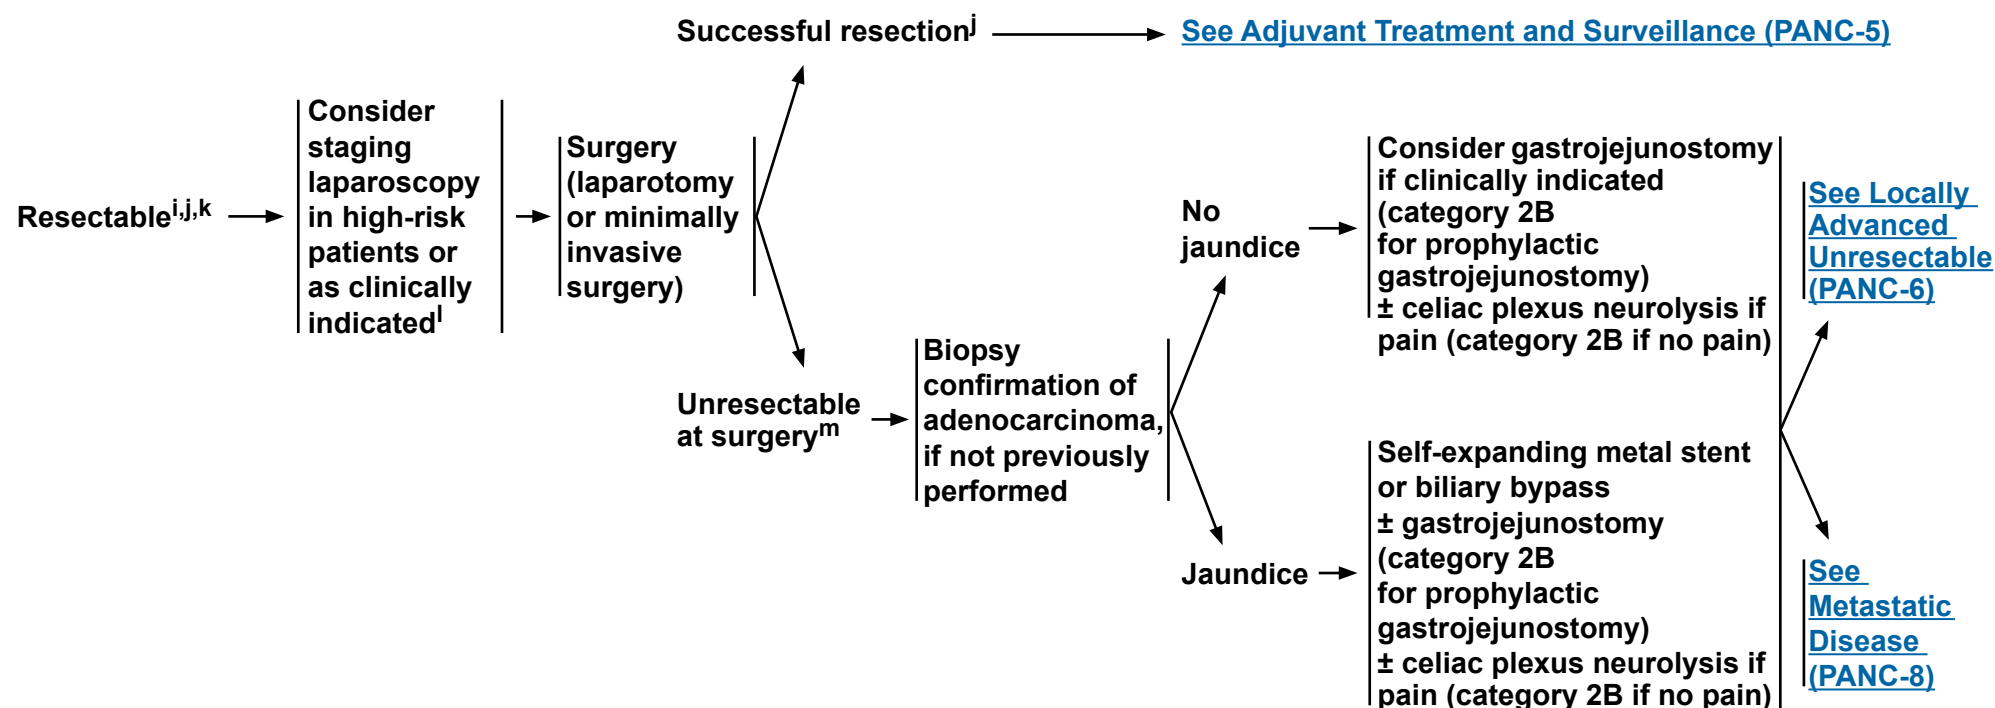 Successful resectionj
See Adjuvant Treatment and Surveillance (PANC-5)
Resectablei,j,k
Consider
staging
laparoscopy
in high-risk
patients or
as clinically
indicatedl
Surgery
(laparotomy
or minimally
invasive
surgery)
Unresectable
at surgerym
Biopsy
confirmation of
adenocarcinoma,
if not previously
performed
No
jaundice
Consider gastrojejunostomy
if clinically indicated
(category 2B
for prophylactic
gastrojejunostomy)
± celiac plexus neurolysis if
pain (category 2B if no pain)
Jaundice
Self-expanding metal stent
or biliary bypass
± gastrojejunostomy
(category 2B
for prophylactic
gastrojejunostomy)
± celiac plexus neurolysis if
pain (category 2B if no pain)
See Locally
Advanced
Unresectable
(PANC-6)
See
Metastatic
Disease
(PANC-8)